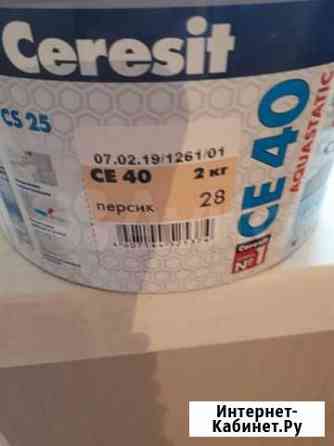 Ceresit
CS 25
07.02.19/1261/01
CE 40 2 кг
персик 28
CE 40
AQUASTATIC
Ceresit
№1
Интернет-
Кабинет.Ру